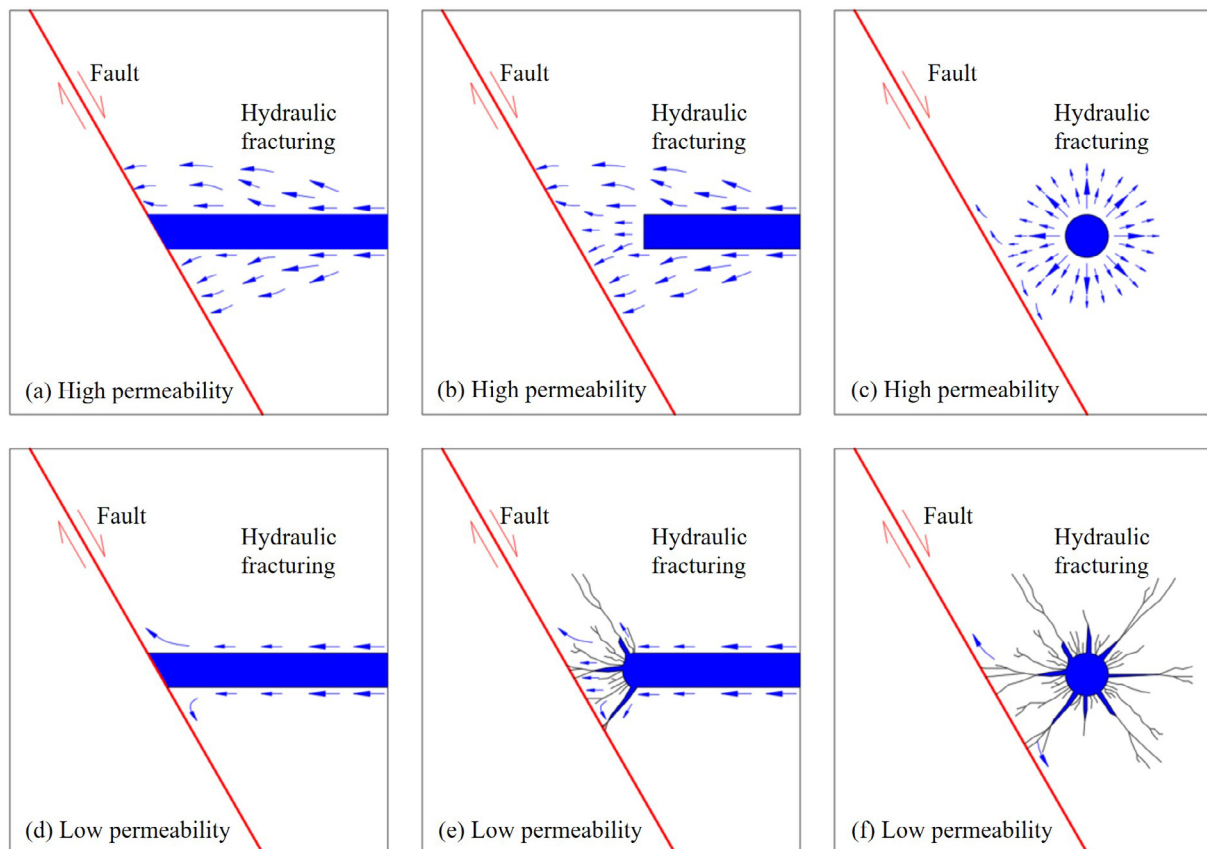 Fault
Hydraulic
fracturing
(a) High permeability
Fault
Hydraulic
fracturing
(b) High permeability
Fault
Hydraulic
fracturing
(c) High permeability
Fault
Hydraulic
fracturing
(d) Low permeability
Fault
Hydraulic
fracturing
(e) Low permeability
Fault
Hydraulic
fracturing
(f) Low permeability